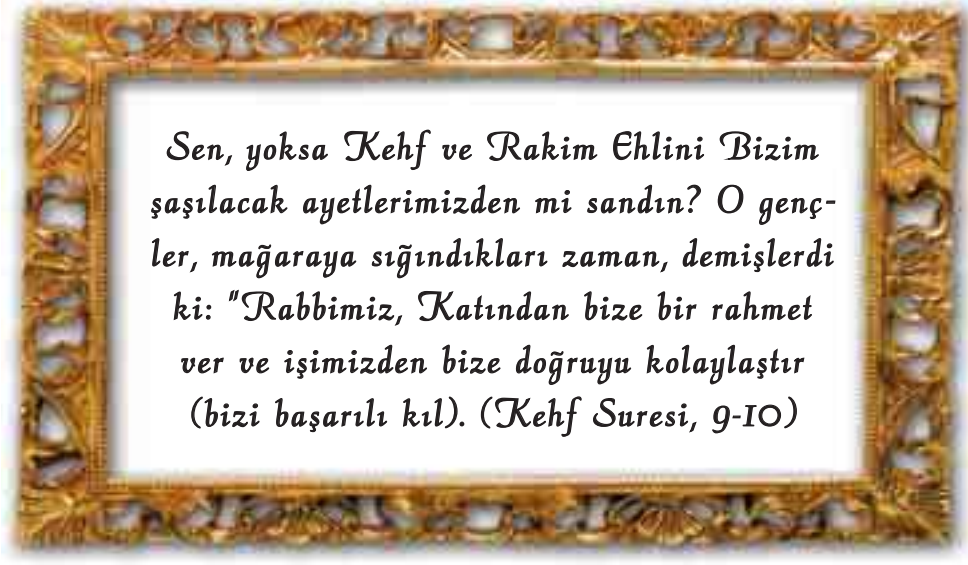 Sen, yoksa Kehf ve Rakim Ehlini Bizim
şaşılacak ayetlerimizden mi sandın? O genç-
ler, mağaraya sığındıkları zaman, demişlerdi
ki: "Rabbimiz, Katından bize bir rahmet
ver ve işimizden bize doğruyu kolaylaştır
(bizi başarılı kıl). (Kehf Suresi, 9-10)